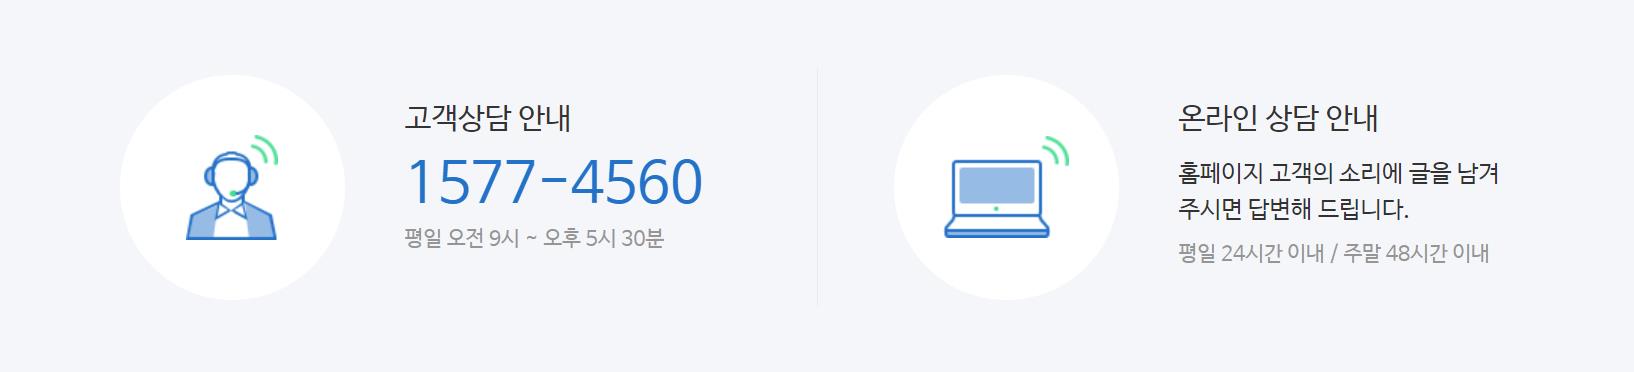 고객상담 안내
1577-4560
평일 오전 9시 ~ 오후 5시 30분
온라인 상담 안내
홈페이지 고객의 소리에 글을 남겨
주시면 답변해 드립니다.
평일 24시간 이내 / 주말 48시간 이내